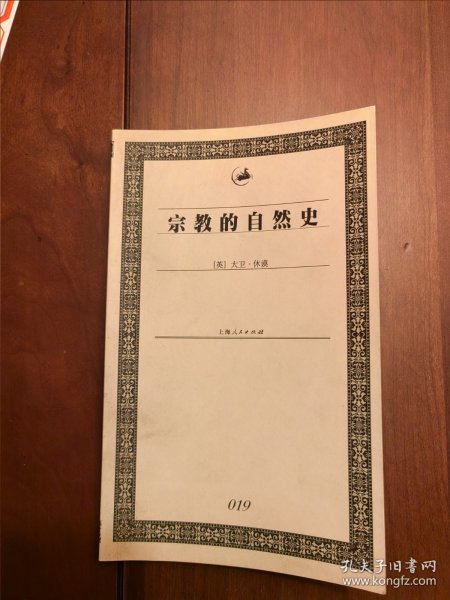 宗教的自然史
[英] 大卫·休谟
上海人民出版社
019
孔夫子旧书网
www.kongfz.com